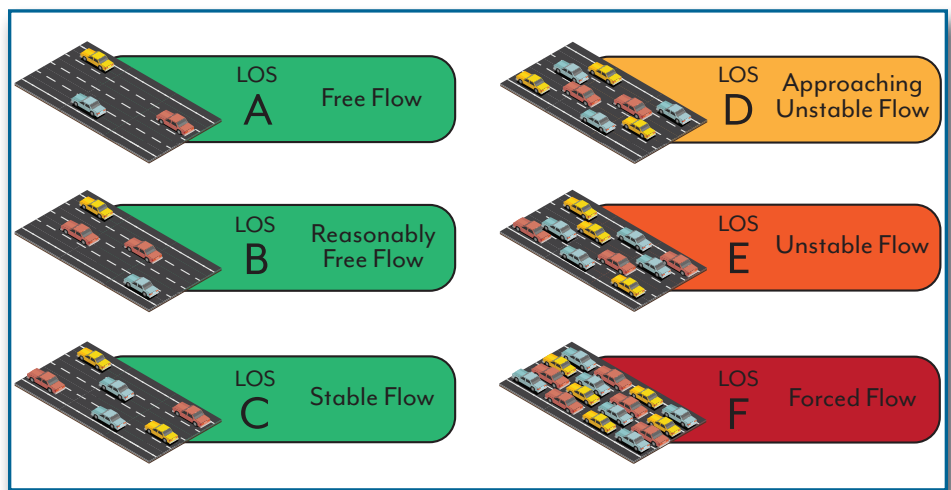 LOS
A
Free Flow
LOS
B
Reasonably
Free Flow
LOS
C
Stable Flow
LOS
D
Approaching
Unstable Flow
LOS
E
Unstable Flow
LOS
F
Forced Flow